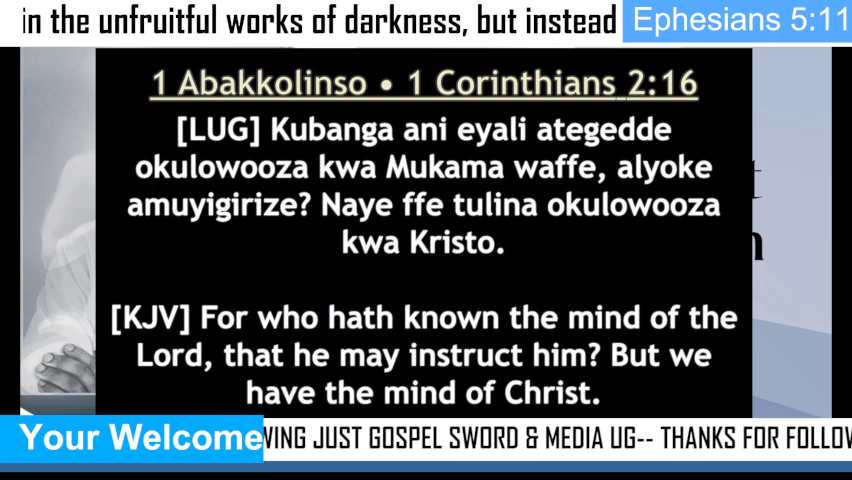 in the unfruitful works of darkness, but instead Ephesians 5:11
1 Abakkolinso • 1 Corinthians 2:16
[LUG] Kubanga ani eyali ategedde
okulowooza kwa Mukama waffe, alyoke
amuyigirize? Naye ffe tulina okulowooza
kwa Kristo.
[KJV] For who hath known the mind of the
Lord, that he may instruct him? But we
have the mind of Christ.
Your Welcome WING JUST GOSPEL SWORD & MEDIA UG-- THANKS FOR FOLLOW